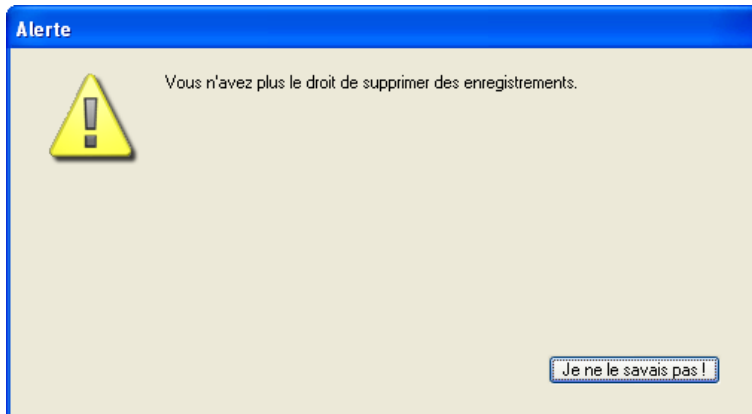 Alerte
Vous n'avez plus le droit de supprimer des enregistrements.
Je ne le savais pas !